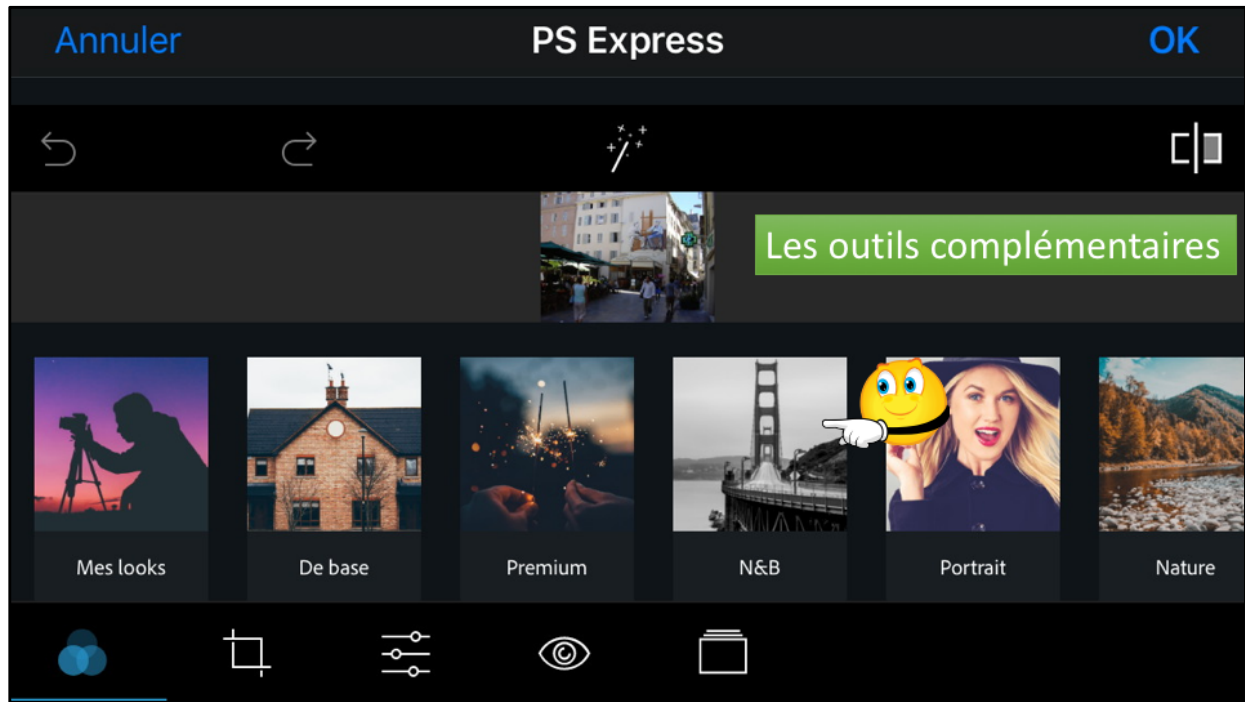 Annuler PS Express OK
Les outils complémentaires
Mes looks De base Premium N&B Portrait Nature